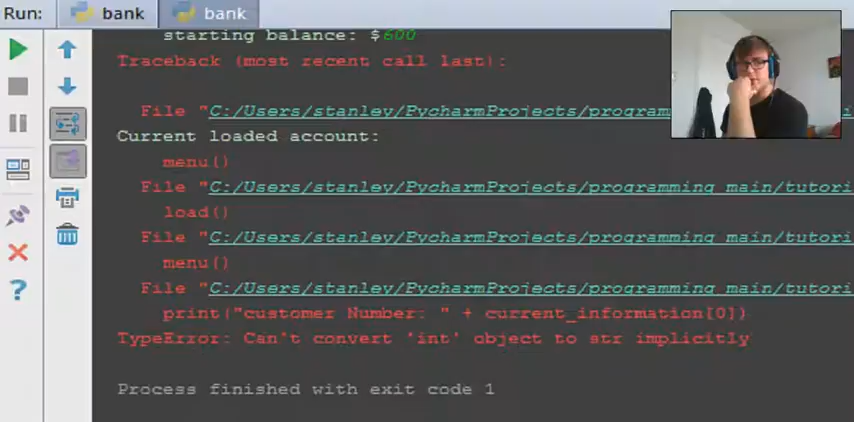 Run: bank bank
starting balance: $600
Traceback (most recent call last):
File "C:/Users/stanley/PycharmProjects/program
Current loaded account:
menu()
File "C:/Users/stanley/PycharmProjects/programming_main/tutori
load()
File "C:/Users/stanley/PycharmProjects/programming_main/tutori
menu()
File "C:/Users/stanley/PycharmProjects/programming_main/tutori
print("customer Number: " + current_information[0])
TypeError: Can't convert 'int' object to str implicitly
Process finished with exit code 1